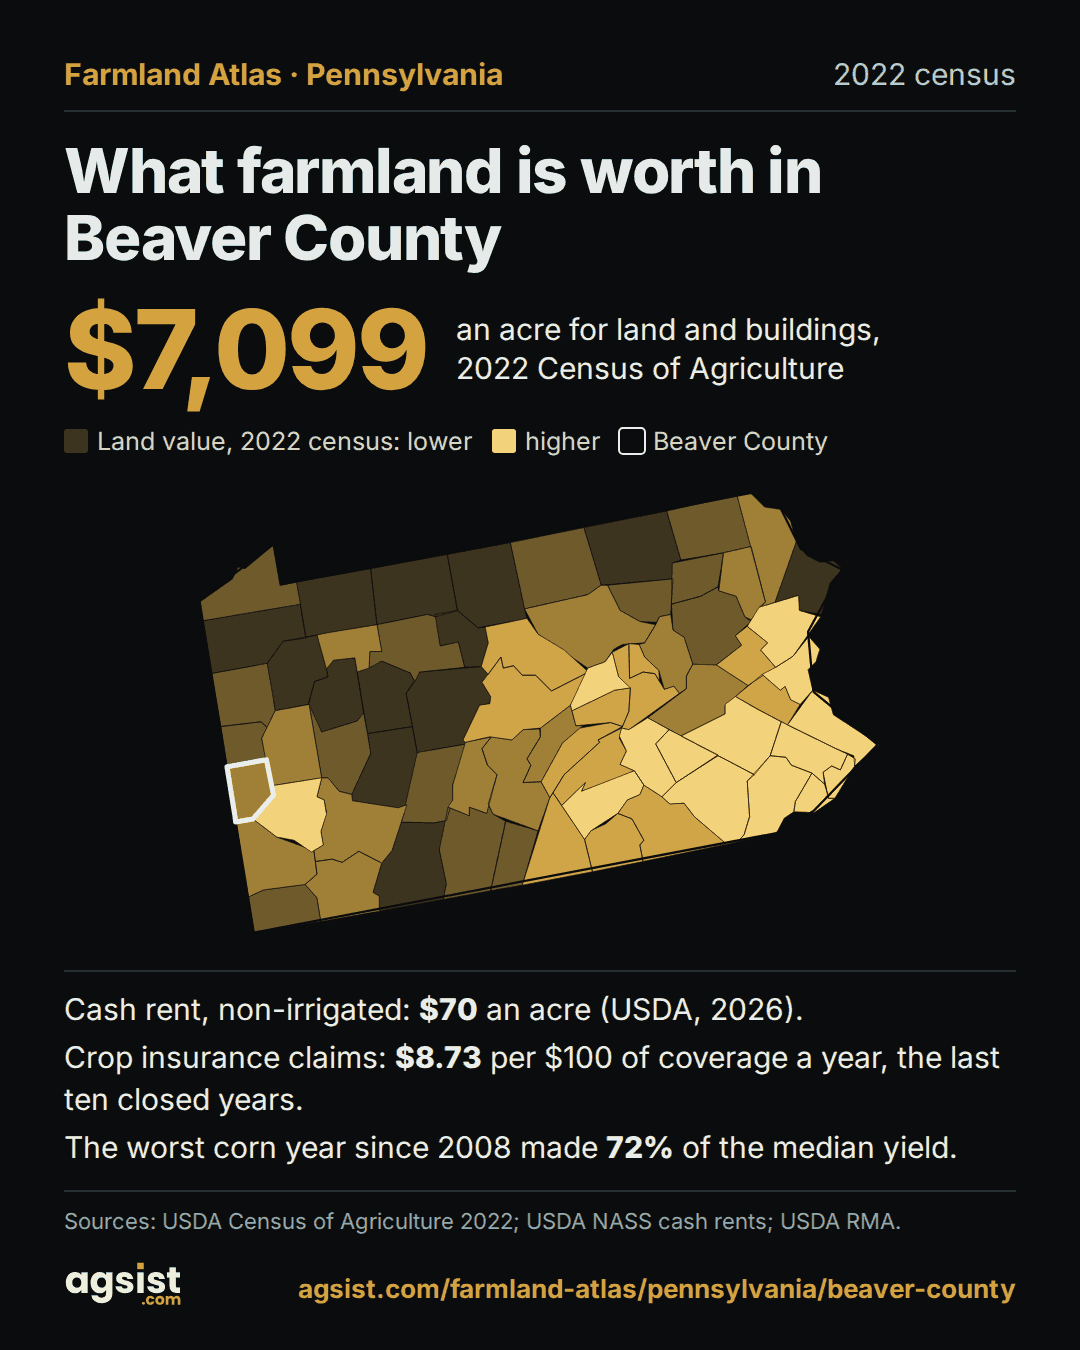 Farmland Atlas · Pennsylvania
2022 census
What farmland is worth in
Beaver County
$7,099
an acre for land and buildings,
2022 Census of Agriculture
Land value, 2022 census: lower
higher
Beaver County
Cash rent, non-irrigated: $70 an acre (USDA, 2026).
Crop insurance claims: $8.73 per $100 of coverage a year, the last
ten closed years.
The worst corn year since 2008 made 72% of the median yield.
Sources: USDA Census of Agriculture 2022; USDA NASS cash rents; USDA RMA.
agsist
.com
agsist.com/farmland-atlas/pennsylvania/beaver-county